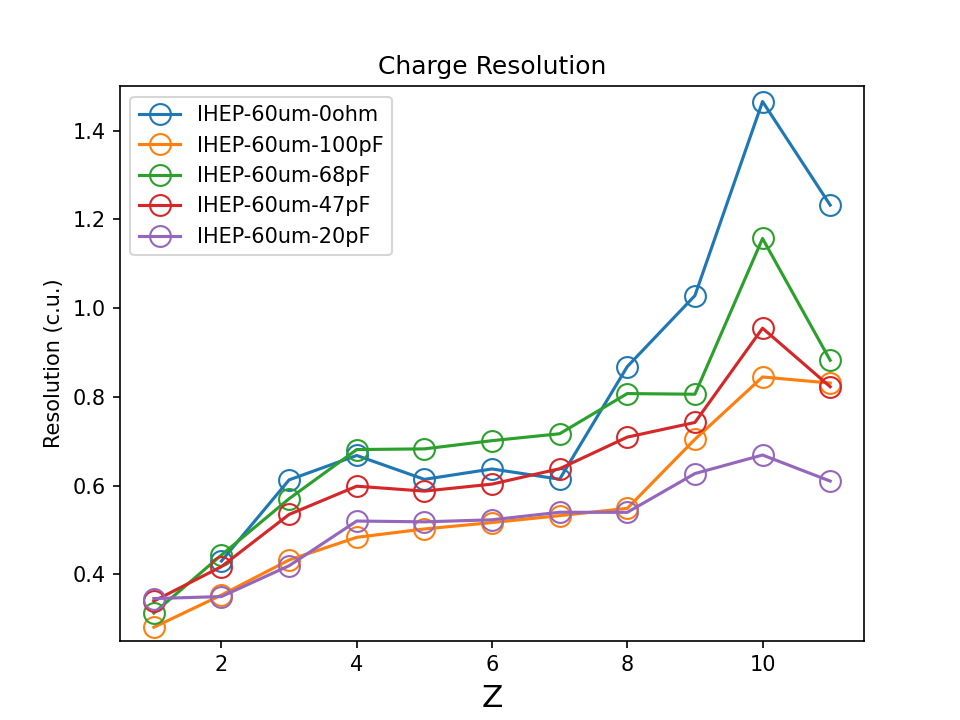 Charge Resolution
IHEP-60um-0ohm
IHEP-60um-100pF
IHEP-60um-68pF
IHEP-60um-47pF
IHEP-60um-20pF
Resolution (c.u.)
1.4
1.2
1.0
0.8
0.6
0.4
2
4
6
8
10
Z